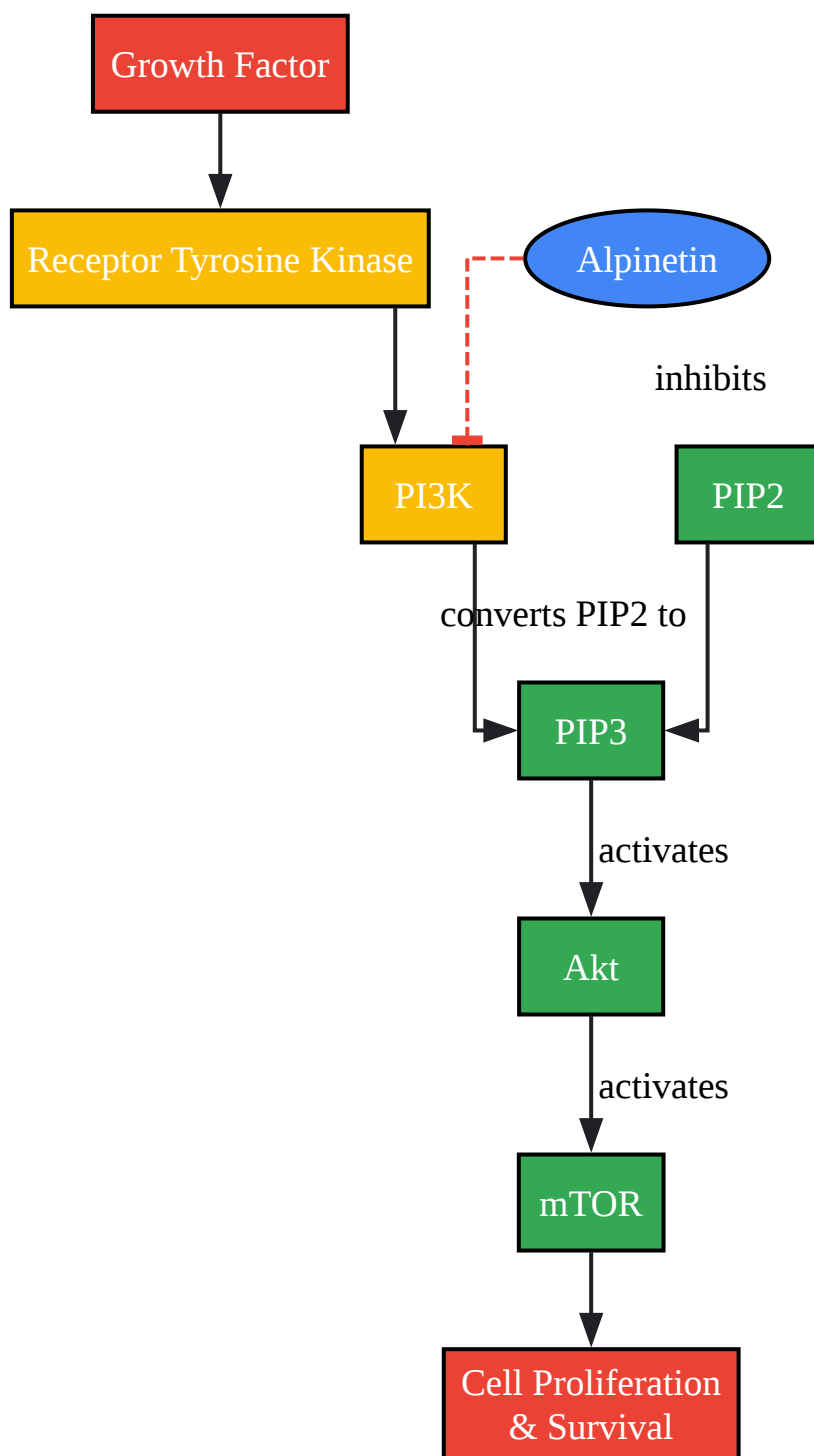 Growth Factor
Receptor Tyrosine Kinase
Alpinetin
inhibits
PI3K
PIP2
converts PIP2 to
PIP3
activates
Akt
activates
mTOR
Cell Proliferation
& Survival